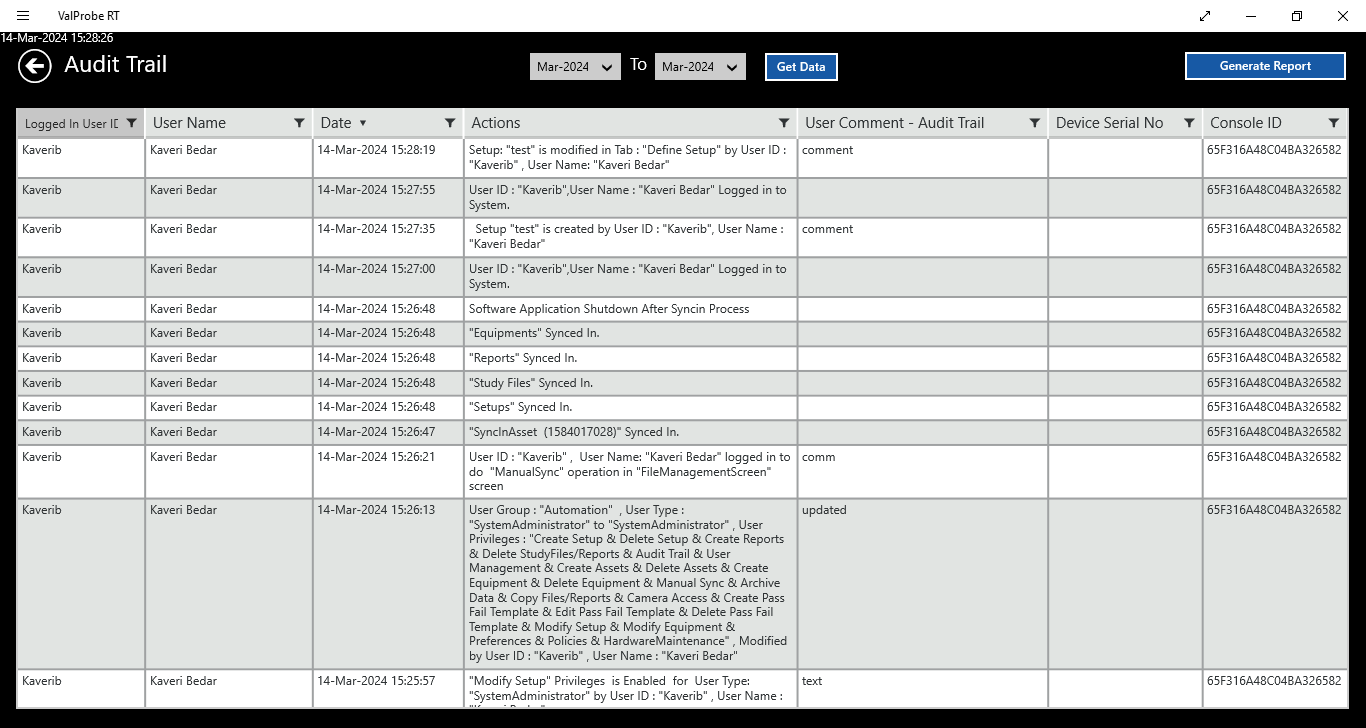 ValProbe RT
14-Mar-2024 15:28:26
Audit Trail
Mar-2024 To Mar-2024 Get Data
Generate Report
Logged In User ID User Name Date Actions User Comment - Audit Trail Device Serial No Console ID
Kaverib Kaveri Bedar 14-Mar-2024 15:28:19 Setup: "test" is modified in Tab : "Define Setup" by User ID : comment 65F316A48C04BA326582
"Kaverib" , User Name: "Kaveri Bedar"
Kaverib Kaveri Bedar 14-Mar-2024 15:27:55 User ID : "Kaverib",User Name : "Kaveri Bedar" Logged in to 65F316A48C04BA326582
System.
Kaverib Kaveri Bedar 14-Mar-2024 15:27:35 Setup "test" is created by User ID : "Kaverib", User Name : comment 65F316A48C04BA326582
"Kaveri Bedar"
Kaverib Kaveri Bedar 14-Mar-2024 15:27:00 User ID : "Kaverib",User Name : "Kaveri Bedar" Logged in to 65F316A48C04BA326582
System.
Kaverib Kaveri Bedar 14-Mar-2024 15:26:48 Software Application Shutdown After Syncin Process 65F316A48C04BA326582
Kaverib Kaveri Bedar 14-Mar-2024 15:26:48 "Equipments" Synced In. 65F316A48C04BA326582
Kaverib Kaveri Bedar 14-Mar-2024 15:26:48 "Reports" Synced In. 65F316A48C04BA326582
Kaverib Kaveri Bedar 14-Mar-2024 15:26:48 "Study Files" Synced In. 65F316A48C04BA326582
Kaverib Kaveri Bedar 14-Mar-2024 15:26:48 "Setups" Synced In. 65F316A48C04BA326582
Kaverib Kaveri Bedar 14-Mar-2024 15:26:47 "SyncInAsset (1584017028)" Synced In. 65F316A48C04BA326582
Kaverib Kaveri Bedar 14-Mar-2024 15:26:21 User ID : "Kaverib" , User Name: "Kaveri Bedar" logged in to comm 65F316A48C04BA326582
do "ManualSync" operation in "FileManagementScreen"
screen
Kaverib Kaveri Bedar 14-Mar-2024 15:26:13 User Group : "Automation" , User Type : updated 65F316A48C04BA326582
"SystemAdministrator" to "SystemAdministrator" , User
Privileges : "Create Setup & Delete Setup & Create Reports
& Delete StudyFiles/Reports & Audit Trail & User
Management & Create Assets & Delete Assets & Create
Equipment & Delete Equipment & Manual Sync & Archive
Data & Copy Files/Reports & Camera Access & Create Pass
Fail Template & Edit Pass Fail Template & Delete Pass Fail
Template & Modify Setup & Modify Equipment &
Preferences & Policies & HardwareMaintenance" , Modified
by User ID : "Kaverib" , User Name : "Kaveri Bedar"
Kaverib Kaveri Bedar 14-Mar-2024 15:25:57 "Modify Setup" Privileges is Enabled for User Type: text 65F316A48C04BA326582
"SystemAdministrator" by User ID : "Kaverib" , User Name :